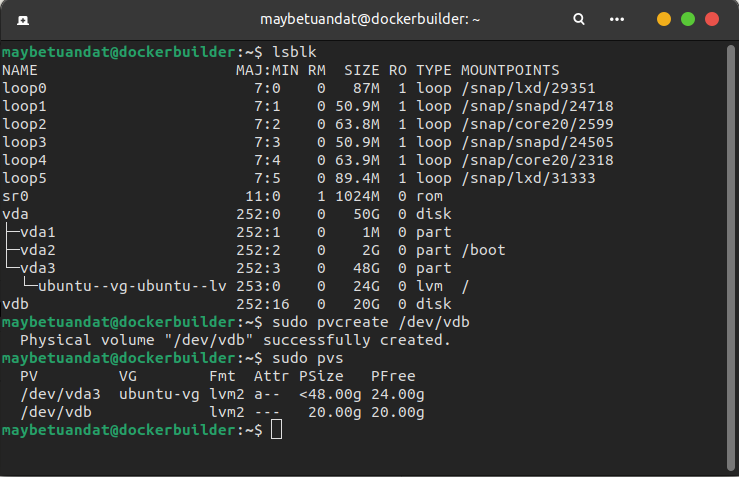 maybetuandat@dockerbuilder: ~
maybetuandat@dockerbuilder:~$ lsblk
NAME                      MAJ:MIN RM  SIZE RO TYPE MOUNTPOINTS
loop0                       7:0    0   87M  1 loop /snap/lxd/29351
loop1                       7:1    0 50.9M  1 loop /snap/snapd/24718
loop2                       7:2    0 63.8M  1 loop /snap/core20/2599
loop3                       7:3    0 50.9M  1 loop /snap/snapd/24505
loop4                       7:4    0 63.9M  1 loop /snap/core20/2318
loop5                       7:5    0 89.4M  1 loop /snap/lxd/31333
sr0                        11:0    1 1024M  0 rom
vda                       252:0    0   50G  0 disk
├─vda1                    252:1    0    1M  0 part
├─vda2                    252:2    0    2G  0 part /boot
└─vda3                    252:3    0   48G  0 part
  └─ubuntu--vg-ubuntu--lv 253:0    0   24G  0 lvm  /
vdb                       252:16   0   20G  0 disk
maybetuandat@dockerbuilder:~$ sudo pvcreate /dev/vdb
  Physical volume "/dev/vdb" successfully created.
maybetuandat@dockerbuilder:~$ sudo pvs
  PV         VG        Fmt  Attr PSize   PFree
  /dev/vda3  ubuntu-vg lvm2 a--  <48.00g 24.00g
  /dev/vdb             lvm2 ---   20.00g 20.00g
maybetuandat@dockerbuilder:~$